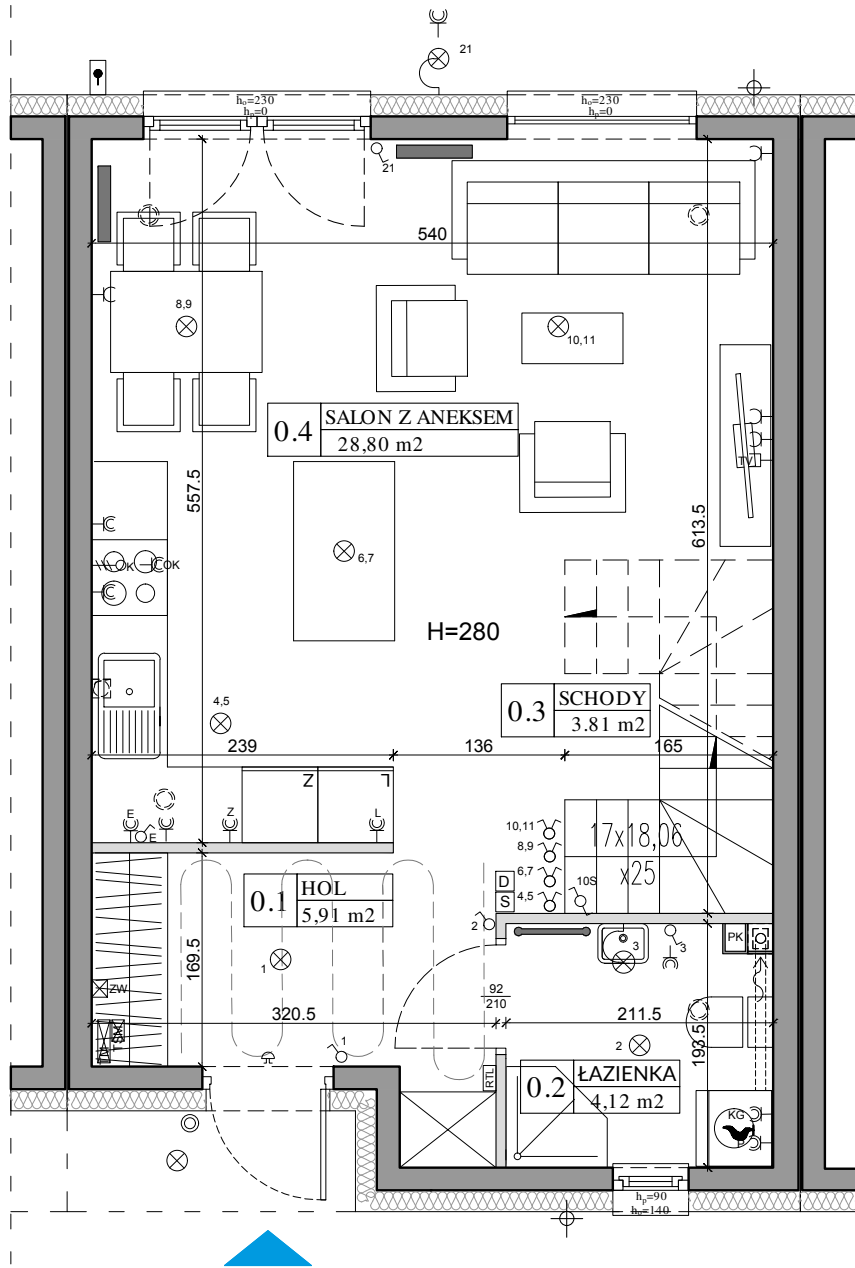 21
hₒ=230
hₚ=0
hₒ=230
hₚ=0
21
540
8,9
10,11
0.4
SALON Z ANEKSEM
28,80 m2
TV
557.5
613.5
6,7
OK
OK
H=280
0.3
SCHODY
3.81 m2
4,5
239
136
165
Z
L
E
E
Z
L
10,11
8,9
6,7
4,5
17x18,06
x25
10S
D
S
0.1
HOL
5,91 m2
2
3
3
PK
1
169.5
ZW
92
210
320.5
211.5
193.5
TSM
1
2
RTL
0.2
ŁAZIENKA
4,12 m2
KG
P
hₚ=90
hₒ=140